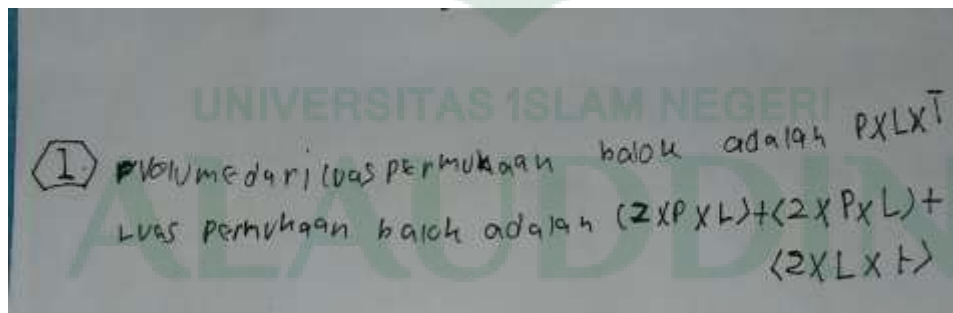 UNIVERSITAS ISLAM NEGERI
ALAUDDIN
1 Volume dari luas permukaan balok adalah PXLXT
Luas permukaan balok adalah (2XPXL)+(2XPXL)+
(2XLXt)